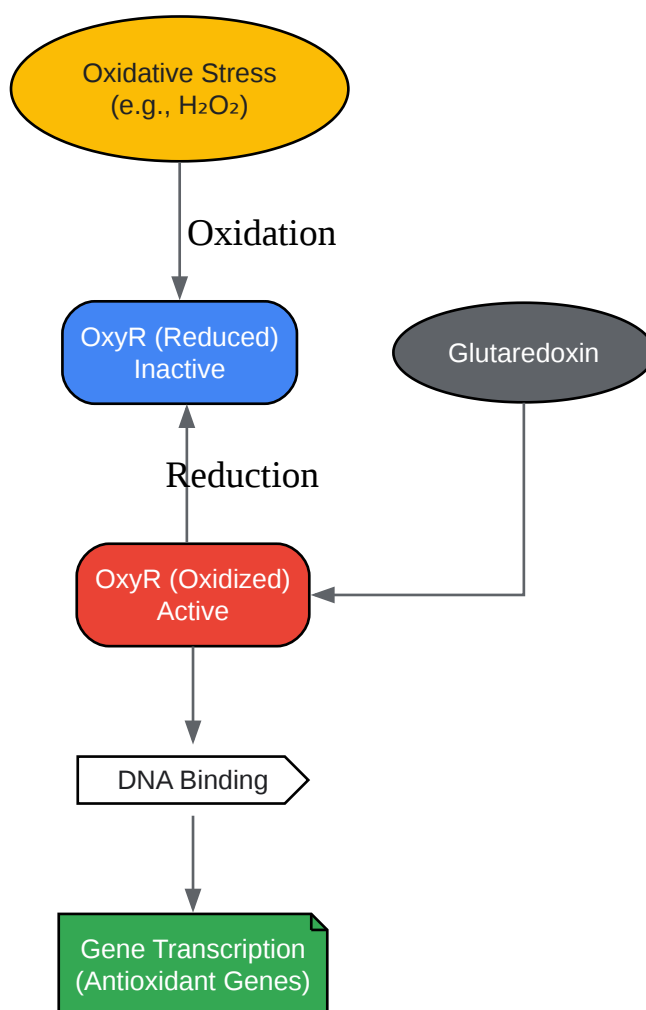 Oxidative Stress
(e.g., H₂O₂)
Oxidation
OxyR (Reduced)
Inactive
Glutaredoxin
Reduction
OxyR (Oxidized)
Active
DNA Binding
Gene Transcription
(Antioxidant Genes)